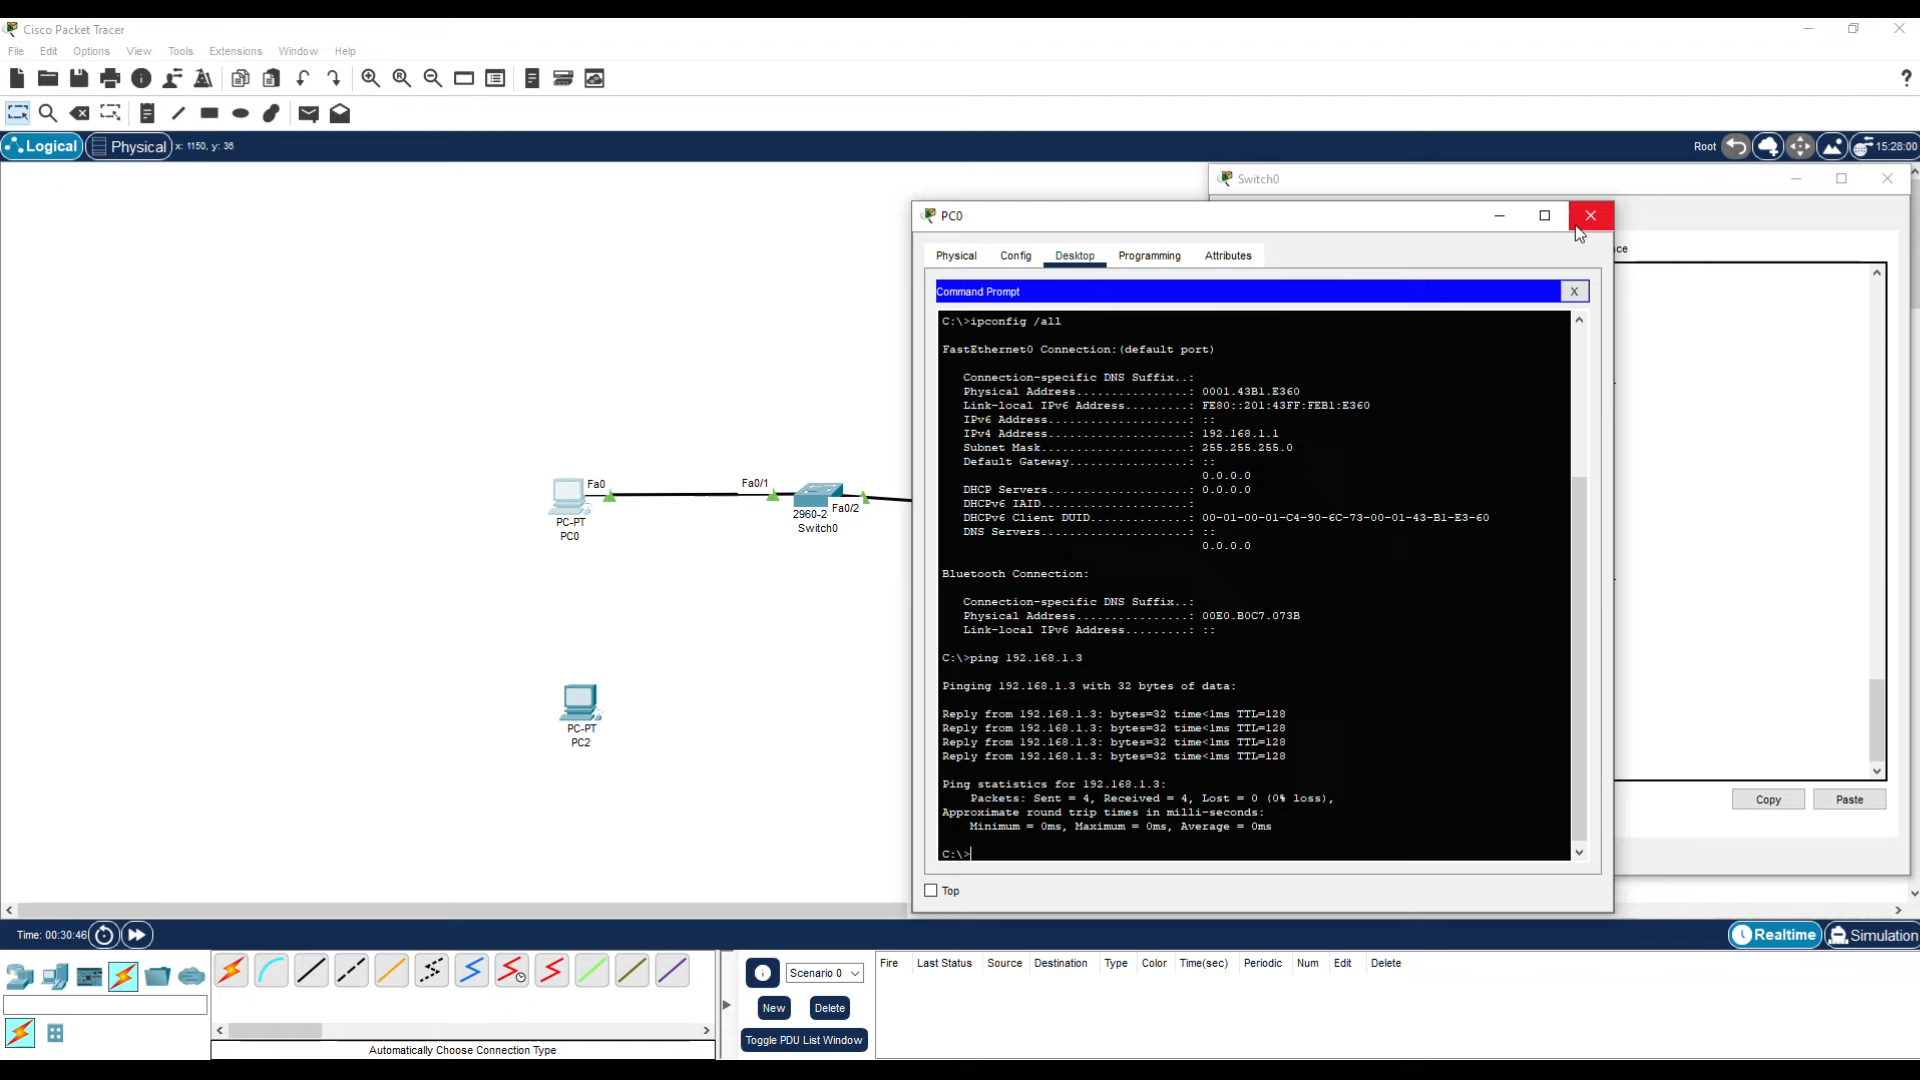 Cisco Packet Tracer
File Edit Options View Tools Extensions Window Help
Logical Physical x: 1150, y: 36
Root 15:28:00
Switch0
PC0
Physical Config Desktop Programming Attributes
Command Prompt
X
C:\>ipconfig /all
FastEthernet0 Connection:(default port)
Connection-specific DNS Suffix..:
Physical Address................: 0001.43B1.E360
Link-local IPv6 Address.........: FE80::201:43FF:FEB1:E360
IPv6 Address....................: ::
IPv4 Address....................: 192.168.1.1
Subnet Mask.....................: 255.255.255.0
Default Gateway.................: ::
0.0.0.0
DHCP Servers....................: 0.0.0.0
DHCPv6 IAID.....................:
DHCPv6 Client DUID..............: 00-01-00-01-C4-90-6C-73-00-01-43-B1-E3-60
DNS Servers.....................: ::
0.0.0.0
Bluetooth Connection:
Connection-specific DNS Suffix..:
Physical Address................: 00E0.B0C7.073B
Link-local IPv6 Address.........: ::
C:\>ping 192.168.1.3
Pinging 192.168.1.3 with 32 bytes of data:
Reply from 192.168.1.3: bytes=32 time<1ms TTL=128
Reply from 192.168.1.3: bytes=32 time<1ms TTL=128
Reply from 192.168.1.3: bytes=32 time<1ms TTL=128
Reply from 192.168.1.3: bytes=32 time<1ms TTL=128
Ping statistics for 192.168.1.3:
Packets: Sent = 4, Received = 4, Lost = 0 (0% loss),
Approximate round trip times in milli-seconds:
Minimum = 0ms, Maximum = 0ms, Average = 0ms
C:\>
Top
Copy Paste
Fa0
PC-PT
PC0
Fa0/1
2960-2
Fa0/2
Switch0
PC-PT
PC2
Time: 00:30:46
Realtime Simulation
Automatically Choose Connection Type
Scenario 0
New Delete
Toggle PDU List Window
Fire Last Status Source Destination Type Color Time(sec) Periodic Num Edit Delete